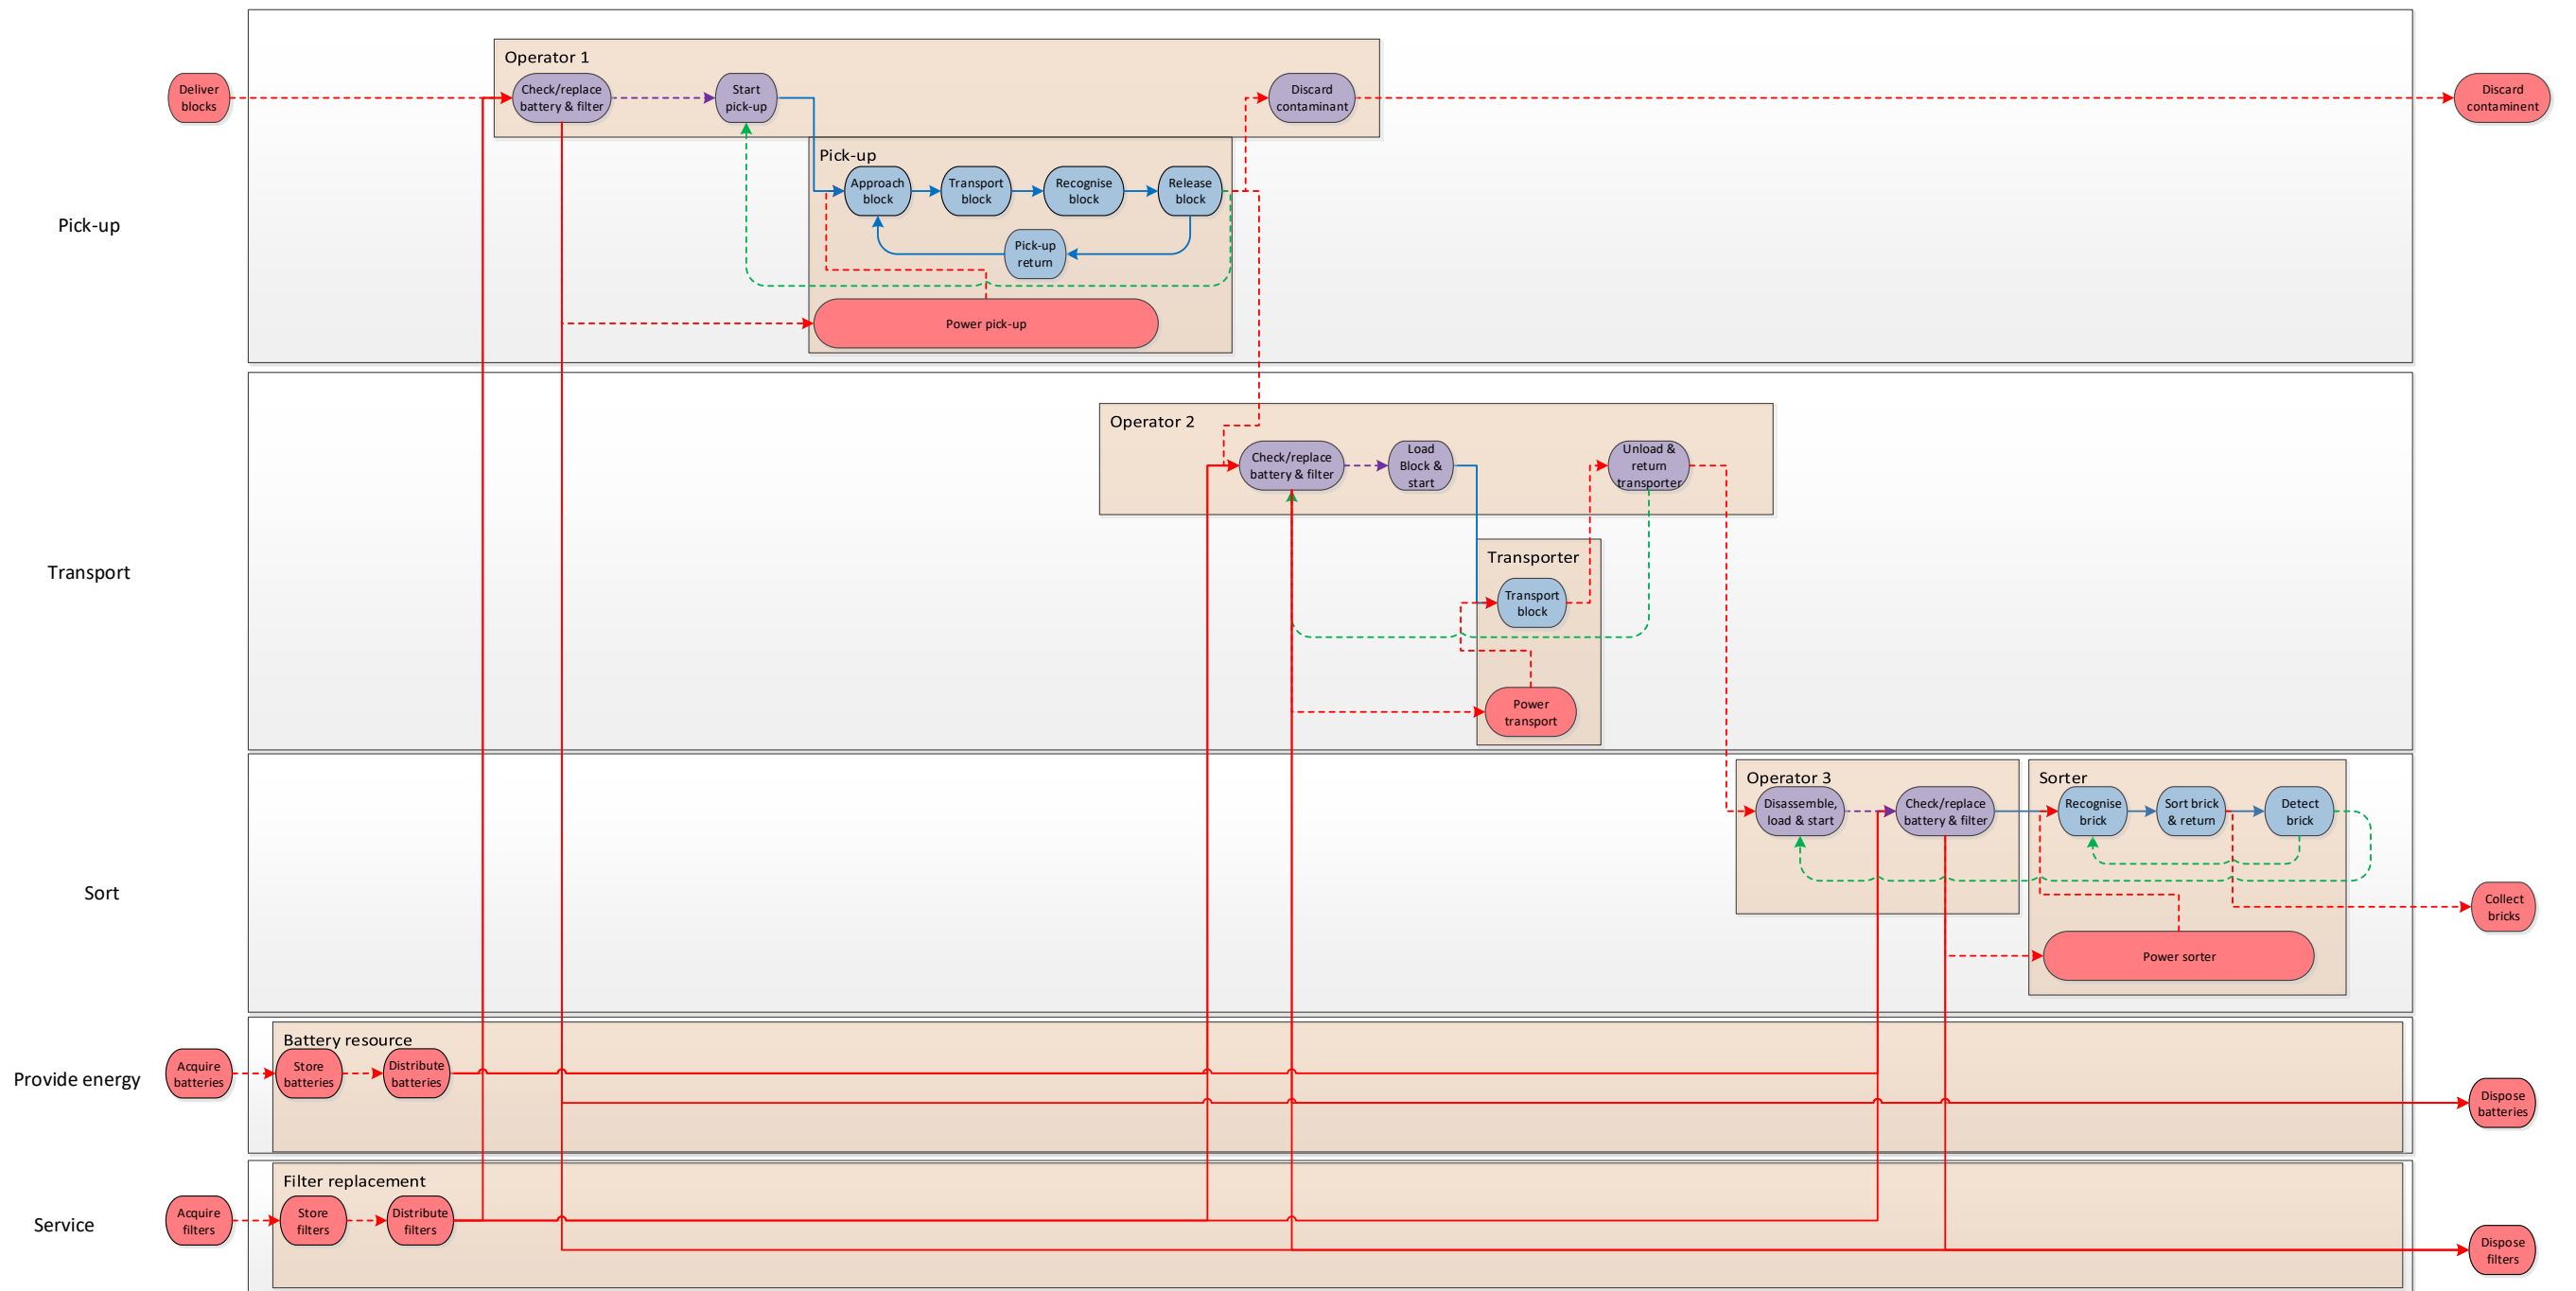 Operator 1
Deliver
blocks
Check/replace
battery & filter
Start
pick-up
Discard
contaminant
Discard
contaminent
Pick-up
Pick-up
Approach
block
Transport
block
Recognise
block
Release
block
Pick-up
return
Power pick-up
Transport
Operator 2
Check/replace
battery & filter
Load
Block &
start
Unload &
return
transporter
Transporter
Transport
block
Power
transport
Sort
Operator 3
Disassemble,
load & start
Check/replace
battery & filter
Sorter
Recognise
brick
Sort brick
& return
Detect
brick
Collect
bricks
Power sorter
Provide energy
Battery resource
Acquire
batteries
Store
batteries
Distribute
batteries
Dispose
batteries
Service
Filter replacement
Acquire
filters
Store
filters
Distribute
filters
Dispose
filters